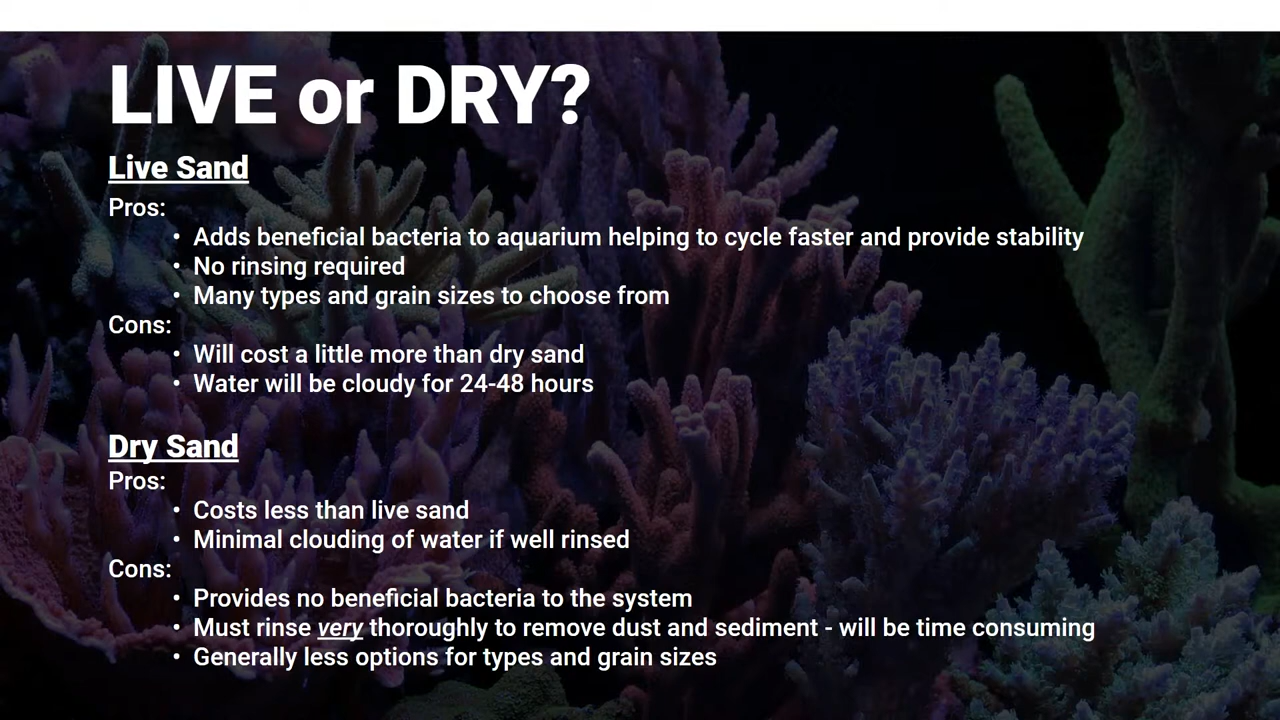 LIVE or DRY?
Live Sand
Pros:
• Adds beneficial bacteria to aquarium helping to cycle faster and provide stability
• No rinsing required
• Many types and grain sizes to choose from
Cons:
• Will cost a little more than dry sand
• Water will be cloudy for 24-48 hours
Dry Sand
Pros:
• Costs less than live sand
• Minimal clouding of water if well rinsed
Cons:
• Provides no beneficial bacteria to the system
• Must rinse very thoroughly to remove dust and sediment - will be time consuming
• Generally less options for types and grain sizes